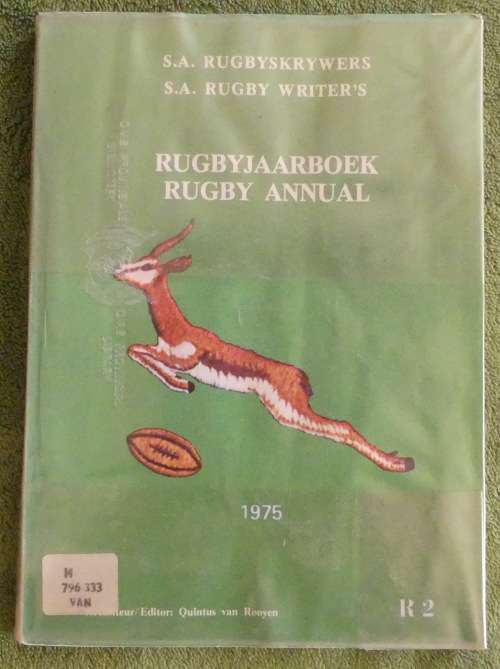 S.A. RUGBYSKRYWERS
S.A. RUGBY WRITER'S
RUGBYJAARBOEK
RUGBY ANNUAL
1975
M
796 333
VAN
Editor: Quintus van Rooyen
R 2